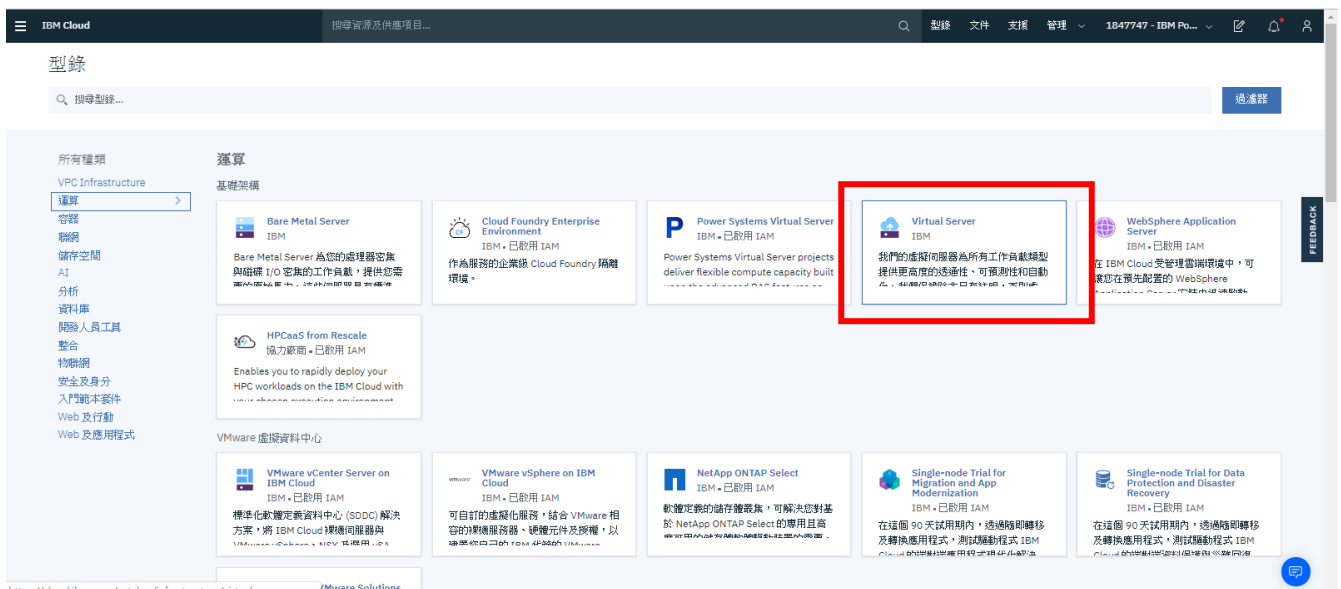 IBM Cloud
搜尋資源及供應項目...
型錄
文件
支援
管理
1847747 - IBM Po...
型錄
搜尋型錄...
過濾器
所有種類
VPC Infrastructure
運算
容器
聯網
儲存空間
AI
分析
資料庫
開發人員工具
整合
物聯網
安全及身分
入門範本套件
Web 及行動
Web 及應用程式
運算
基礎架構
Bare Metal Server
IBM
Bare Metal Server 為您的處理器密集
與磁碟 I/O 密集的工作負載，提供您需
Cloud Foundry Enterprise
Environment
IBM • 已啟用 IAM
作為服務的企業級 Cloud Foundry 隔離
環境。
Power Systems Virtual Server
IBM • 已啟用 IAM
Power Systems Virtual Server projects
deliver flexible compute capacity built
Virtual Server
IBM
我們的虛擬伺服器為所有工作負載類型
提供更高度的透通性、可預測性和自動
WebSphere Application
Server
IBM • 已啟用 IAM
在 IBM Cloud 受管理雲端環境中，可
讓您在預先配置的 WebSphere
HPCaaS from Rescale
協力廠商 • 已啟用 IAM
Enables you to rapidly deploy your
HPC workloads on the IBM Cloud with
VMware 虛擬資料中心
VMware vCenter Server on
IBM Cloud
IBM • 已啟用 IAM
標準化軟體定義資料中心 (SDDC) 解決
方案，將 IBM Cloud 裸機伺服器與
vmware
VMware vSphere on IBM
Cloud
IBM • 已啟用 IAM
可自訂的虛擬化服務，結合 VMware 相
容的裸機服務器、硬體元件及授權，以
NetApp ONTAP Select
IBM • 已啟用 IAM
軟體定義的儲存體叢集，可解決您對基
於 NetApp ONTAP Select 的專用且高
Single-node Trial for
Migration and App
Modernization
IBM • 已啟用 IAM
在這個 90 天試用期內，透過隨即轉移
及轉換應用程式，測試驅動程式 IBM
Single-node Trial for Data
Protection and Disaster
Recovery
IBM • 已啟用 IAM
在這個 90 天試用期內，透過隨即轉移
及轉換應用程式，測試驅動程式 IBM
VMware Solutions
FEEDBACK